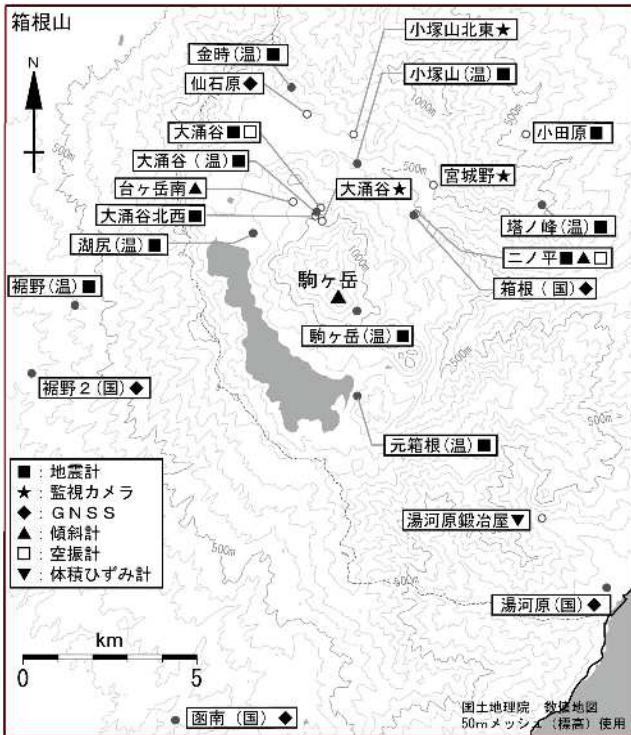 箱根山
N
小塚山北東★
金時(温)■
小塚山(温)■
仙石原◆
1000m
500m
大涌谷■□
小田原■
大涌谷(温)■
500m
宮城野★
台ヶ岳南▲
大涌谷★
大涌谷北西■
塔ノ峰(温)■
湖尻(温)■
二ノ平■▲□
1000m
駒ヶ岳
箱根(国)◆
裾野(温)■
駒ヶ岳(温)■
500m
裾野2(国)◆
500m
元箱根(温)■
■:地震計
★:監視カメラ
◆:GNSS
▲:傾斜計
□:空振計
▼:体積ひずみ計
湯河原鍛冶屋▼
500m
湯河原(国)◆
km
0 5
函南(国)◆
国土地理院 数値地図
50mメッシュ(標高)使用